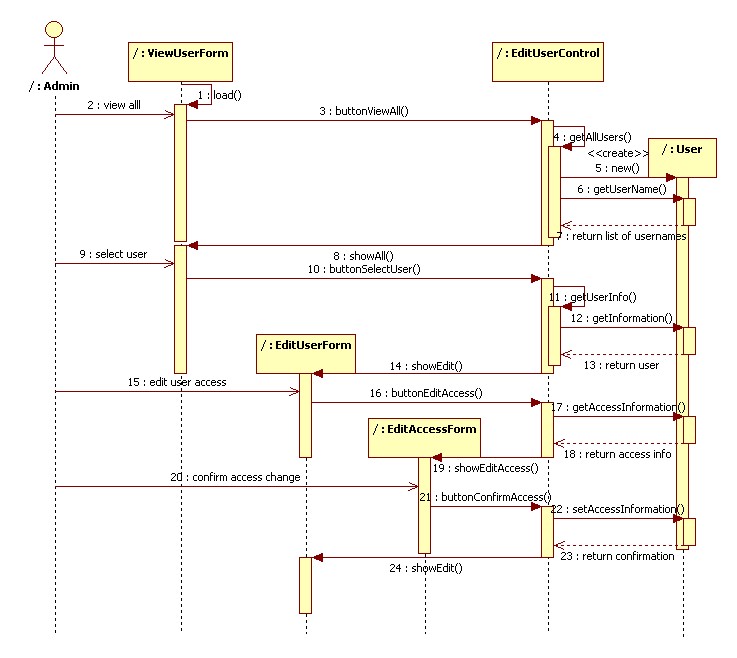 / : Admin
/ : ViewUserForm
/ : EditUserControl
1 : load()
2 : view alll
3 : buttonViewAll()
4 : getAllUsers()
<<create>>
/ : User
5 : new()
6 : getUserName()
7 : return list of usernames
8 : showAll()
9 : select user
10 : buttonSelectUser()
11 : getUserInfo()
12 : getInformation()
/ : EditUserForm
13 : return user
14 : showEdit()
15 : edit user access
16 : buttonEditAccess()
17 : getAccessInformation()
/ : EditAccessForm
18 : return access info
19 : showEditAccess()
20 : confirm access change
21 : buttonConfirmAccess()
22 : setAccessInformation()
23 : return confirmation
24 : showEdit()